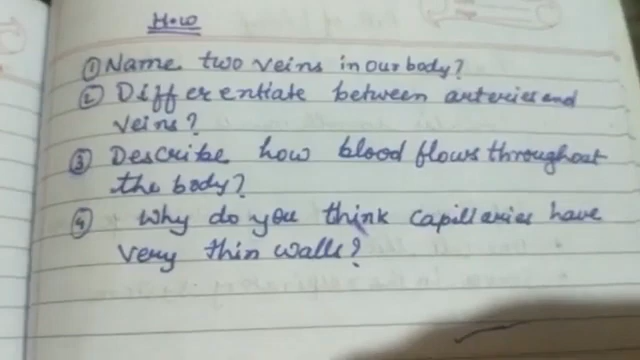 H.W
① Name two veins in our body?
② Differentiate between arteries and
veins?
③ Describe how blood flows throughout
the body?
④ Why do you think capillaries have
very thin walls?